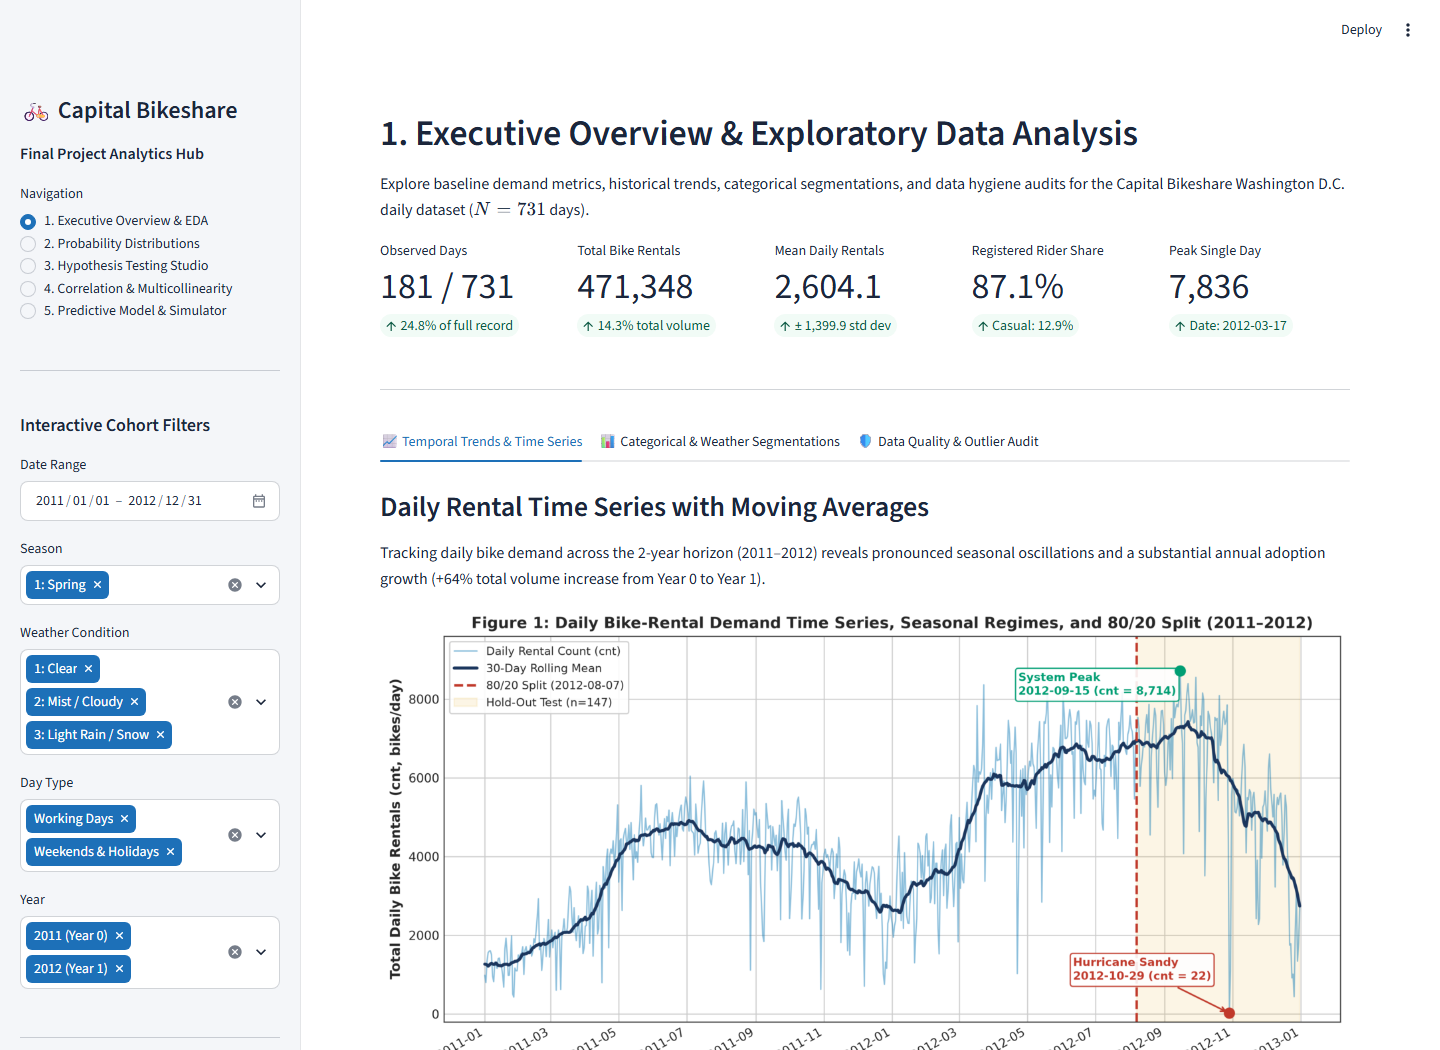 Deploy
Capital Bikeshare
Final Project Analytics Hub
Navigation
1. Executive Overview & EDA
2. Probability Distributions
3. Hypothesis Testing Studio
4. Correlation & Multicollinearity
5. Predictive Model & Simulator
Interactive Cohort Filters
Date Range
2011 / 01 / 01 – 2012 / 12 / 31
Season
1: Spring
Weather Condition
1: Clear
2: Mist / Cloudy
3: Light Rain / Snow
Day Type
Working Days
Weekends & Holidays
Year
2011 (Year 0)
2012 (Year 1)
1. Executive Overview & Exploratory Data Analysis
Explore baseline demand metrics, historical trends, categorical segmentations, and data hygiene audits for the Capital Bikeshare Washington D.C.
daily dataset (N = 731 days).
Observed Days
181 / 731
↑ 24.8% of full record
Total Bike Rentals
471,348
↑ 14.3% total volume
Mean Daily Rentals
2,604.1
↑ ± 1,399.9 std dev
Registered Rider Share
87.1%
↑ Casual: 12.9%
Peak Single Day
7,836
↑ Date: 2012-03-17
Temporal Trends & Time Series
Categorical & Weather Segmentations
Data Quality & Outlier Audit
Daily Rental Time Series with Moving Averages
Tracking daily bike demand across the 2-year horizon (2011–2012) reveals pronounced seasonal oscillations and a substantial annual adoption
growth (+64% total volume increase from Year 0 to Year 1).
Figure 1: Daily Bike-Rental Demand Time Series, Seasonal Regimes, and 80/20 Split (2011–2012)
Daily Rental Count (cnt)
30-Day Rolling Mean
80/20 Split (2012-08-07)
Hold-Out Test (n=147)
System Peak
2012-09-15 (cnt = 8,714)
Hurricane Sandy
2012-10-29 (cnt = 22)
Total Daily Bike Rentals (cnt, bikes/day)
8000
6000
4000
2000
0